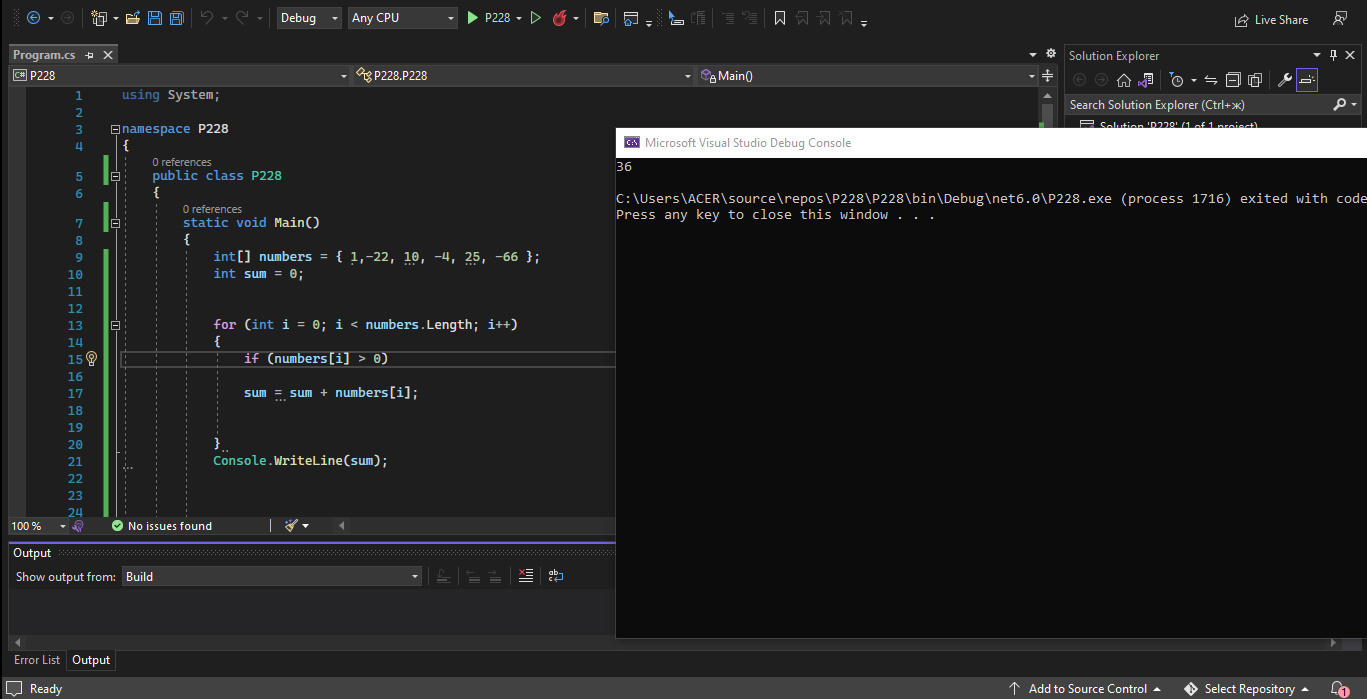 Debug Any CPU P228 Live Share
Program.cs
P228 P228.P228 Main()
1 using System;
2
3 namespace P228
4 {
0 references
5 public class P228
6 {
0 references
7 static void Main()
8 {
9 int[] numbers = { 1,-22, 10, -4, 25, -66 };
10 int sum = 0;
11
12
13 for (int i = 0; i < numbers.Length; i++)
14 {
15 if (numbers[i] > 0)
16
17 sum = sum + numbers[i];
18
19
20 }
21 Console.WriteLine(sum);
22
23
24
100 % No issues found
Output
Show output from: Build
Error List Output
Ready Add to Source Control Select Repository 1
Solution Explorer
Search Solution Explorer (Ctrl+ж)
Solution 'P228' (1 of 1 project)
Microsoft Visual Studio Debug Console
36
C:\Users\ACER\source\repos\P228\P228\bin\Debug\net6.0\P228.exe (process 1716) exited with code
Press any key to close this window . . .